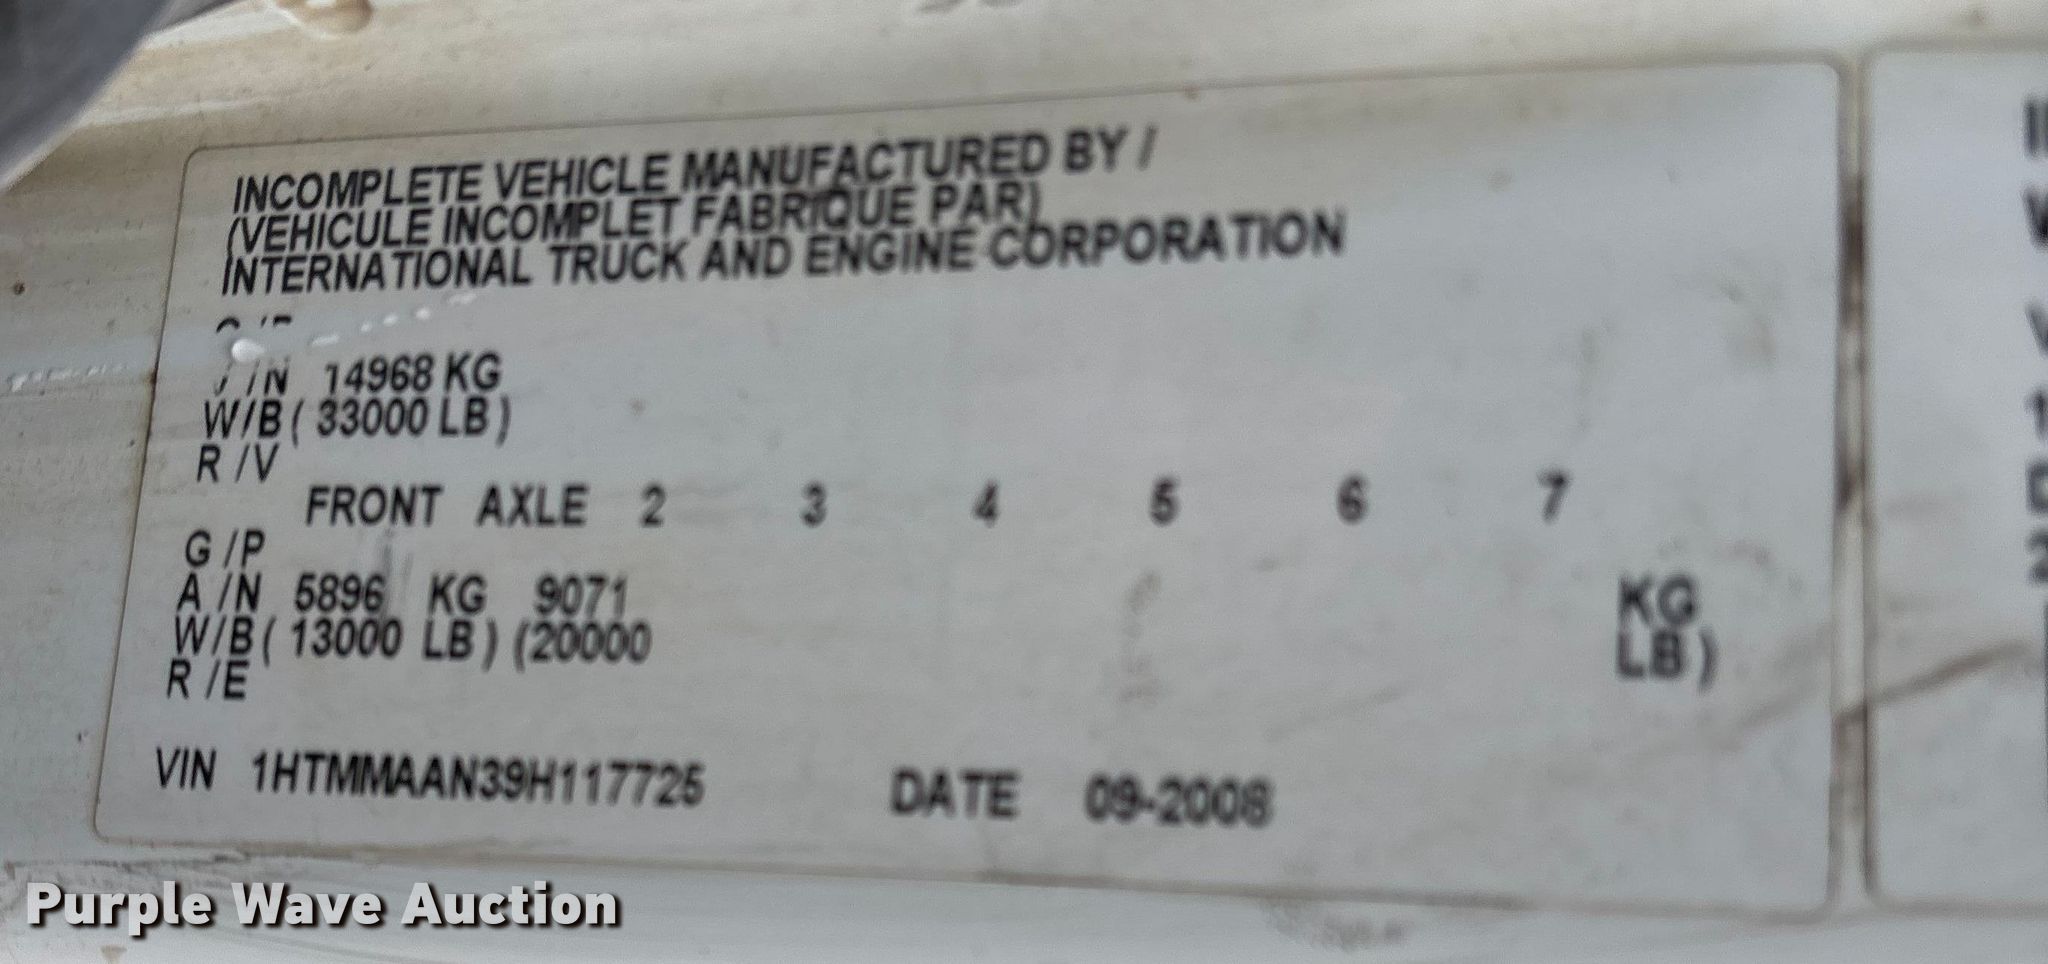 INCOMPLETE VEHICLE MANUFACTURED BY /
(VEHICULE INCOMPLET FABRIQUE PAR)
INTERNATIONAL TRUCK AND ENGINE CORPORATION
/N 14968 KG
W/B ( 33000 LB )
R /V
FRONT AXLE 2 3 4 5 6 7
G /P
A /N 5896 KG 9071 KG
W/B ( 13000 LB ) (20000 LB )
R /E
VIN 1HTMMAAN39H117725 DATE 09-2008
Purple Wave Auction